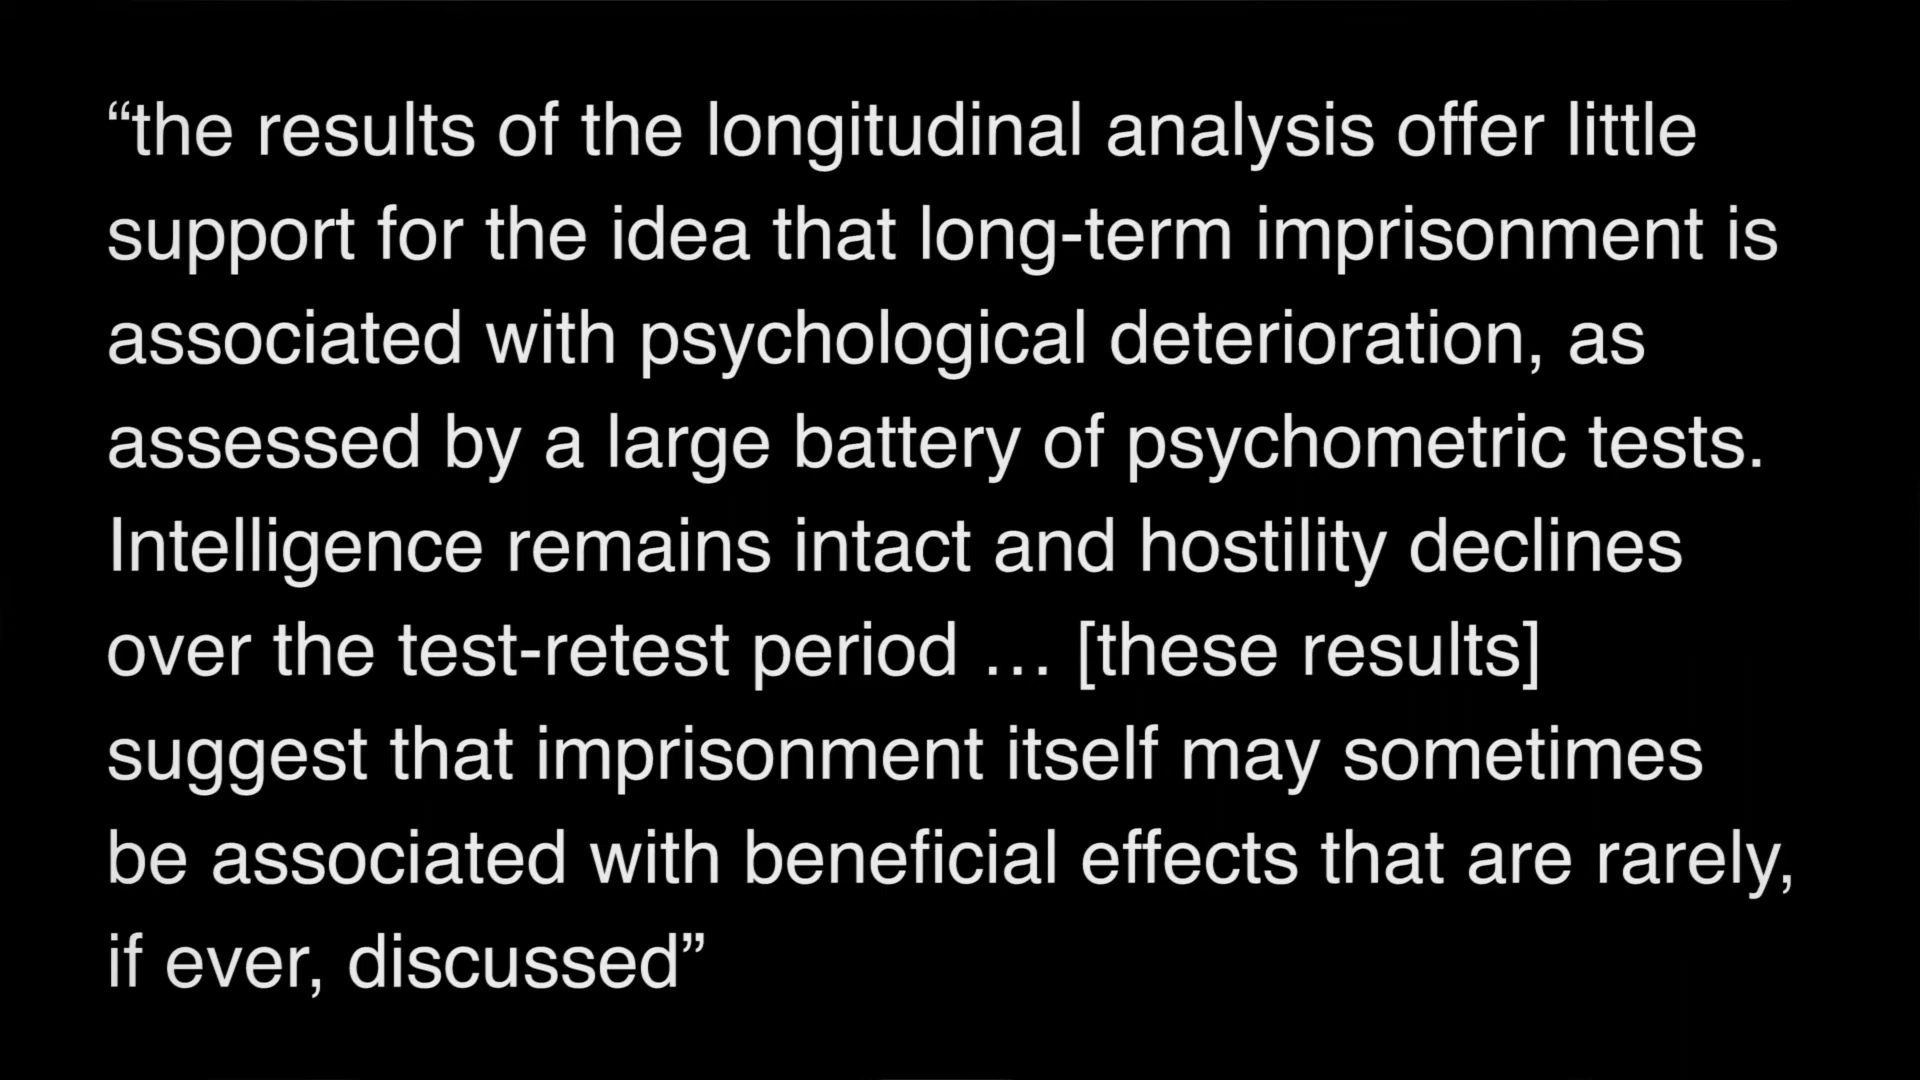 “the results of the longitudinal analysis offer little
support for the idea that long-term imprisonment is
associated with psychological deterioration, as
assessed by a large battery of psychometric tests.
Intelligence remains intact and hostility declines
over the test-retest period … [these results]
suggest that imprisonment itself may sometimes
be associated with beneficial effects that are rarely,
if ever, discussed”